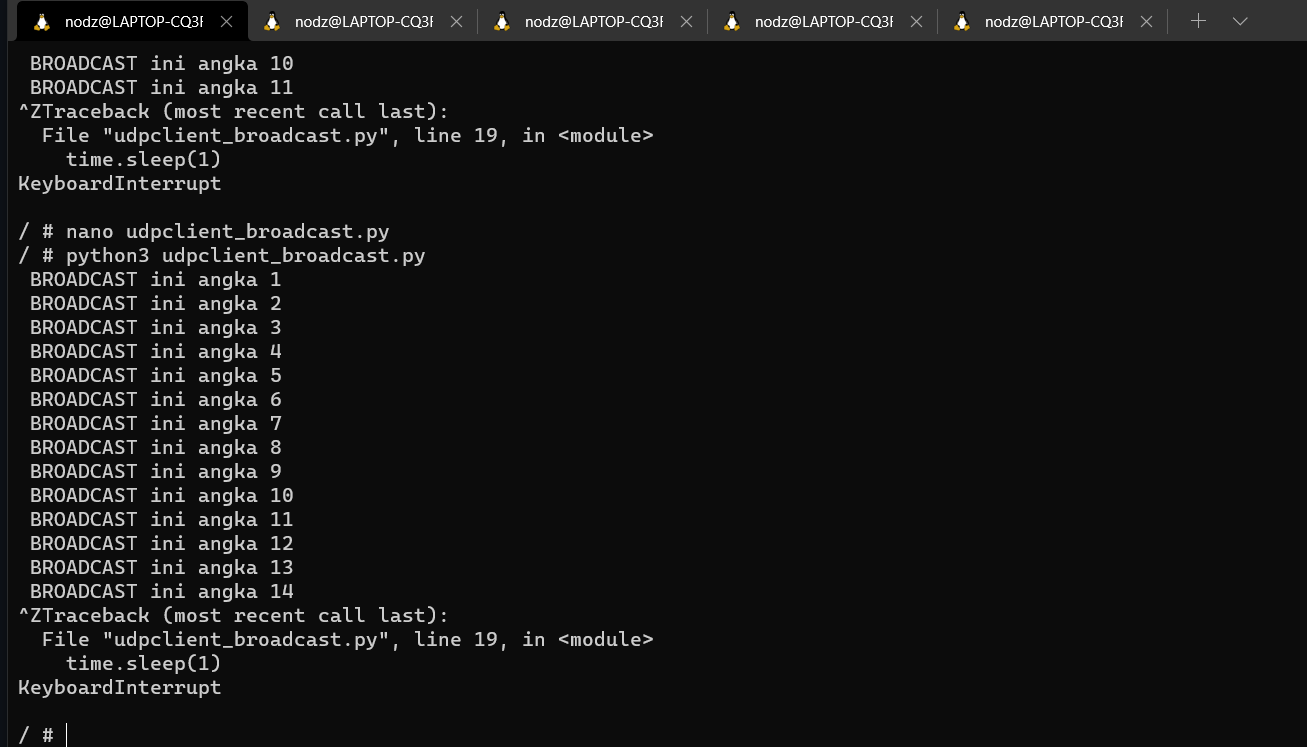 nodz@LAPTOP-CQ3F nodz@LAPTOP-CQ3F nodz@LAPTOP-CQ3F nodz@LAPTOP-CQ3F nodz@LAPTOP-CQ3F
BROADCAST ini angka 10
BROADCAST ini angka 11
^ZTraceback (most recent call last):
File "udpclient_broadcast.py", line 19, in <module>
time.sleep(1)
KeyboardInterrupt
/ # nano udpclient_broadcast.py
/ # python3 udpclient_broadcast.py
BROADCAST ini angka 1
BROADCAST ini angka 2
BROADCAST ini angka 3
BROADCAST ini angka 4
BROADCAST ini angka 5
BROADCAST ini angka 6
BROADCAST ini angka 7
BROADCAST ini angka 8
BROADCAST ini angka 9
BROADCAST ini angka 10
BROADCAST ini angka 11
BROADCAST ini angka 12
BROADCAST ini angka 13
BROADCAST ini angka 14
^ZTraceback (most recent call last):
File "udpclient_broadcast.py", line 19, in <module>
time.sleep(1)
KeyboardInterrupt
/ #